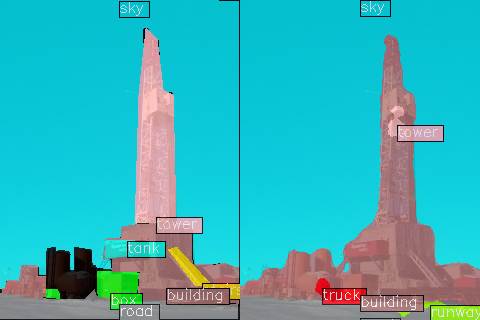 sky
sky
tower
tower
tank
box
building
truck
building
road
runway